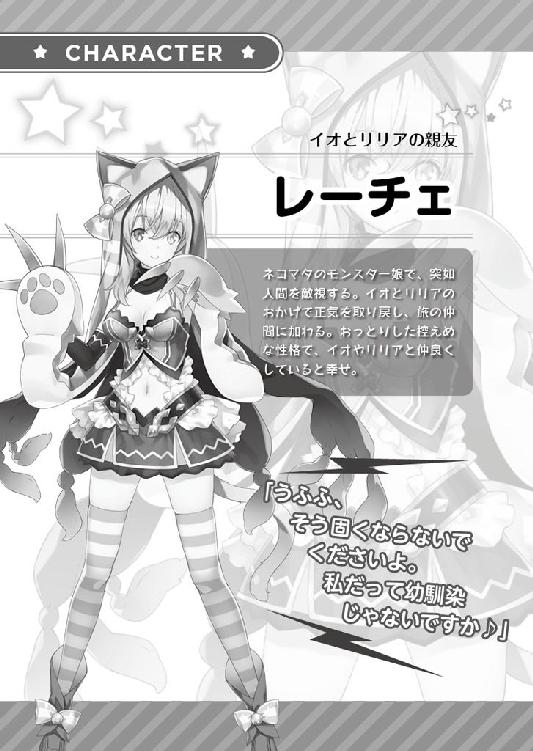 ★ CHARACTER ★
イオとリリアの親友
レーチェ
ネコマタのモンスター娘で、突如
人間を敵視する。イオとリリアの
おかげで正気を取り戻し、旅の仲
間に加わる。おっとりした控えめ
な性格で、イオやリリアと仲良く
していると幸せ。
「うふふ、
そう固くならないで
くださいよ。
私だって幼馴染
じゃないですか♪」